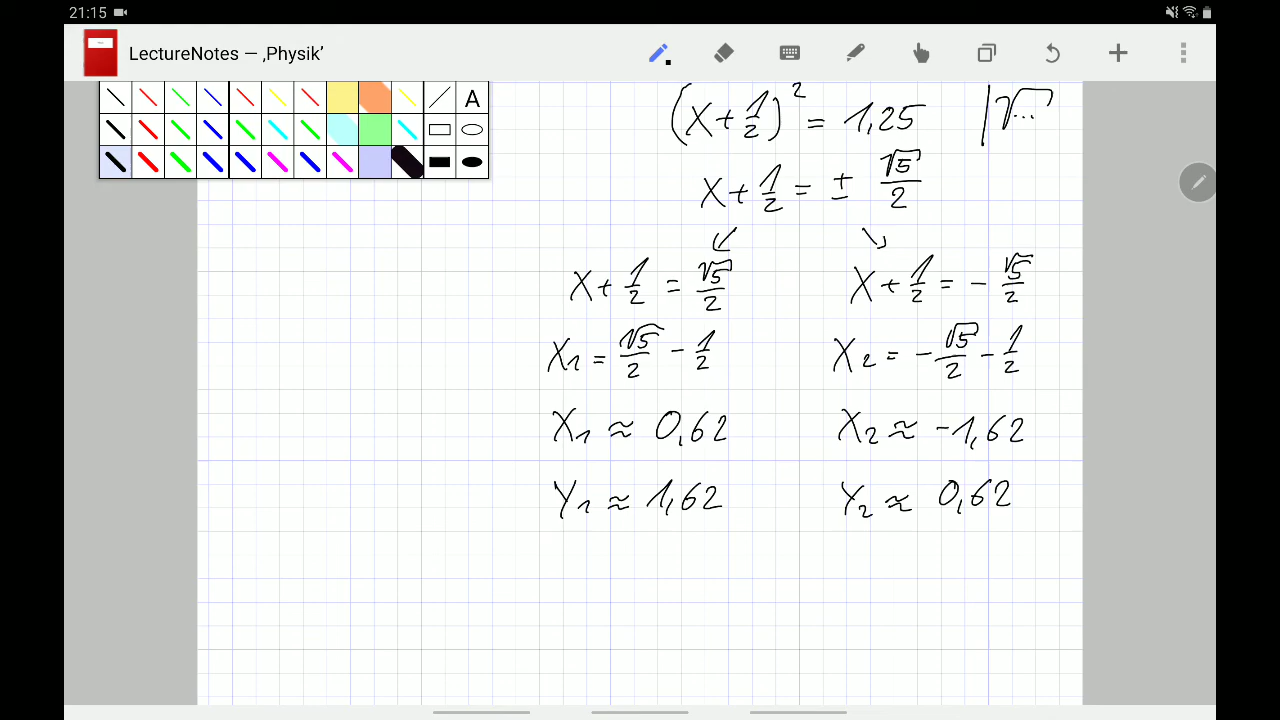 21:15
LectureNotes — ‚Physik‘
A
(x + 1/2)² = 1,25 | √...
x + 1/2 = ± √5/2
↙ ↘
x + 1/2 = √5/2 x + 1/2 = - √5/2
x₁ = √5/2 - 1/2 x₂ = - √5/2 - 1/2
x₁ ≈ 0,62 x₂ ≈ -1,62
y₁ ≈ 1,62 y₂ ≈ 0,62